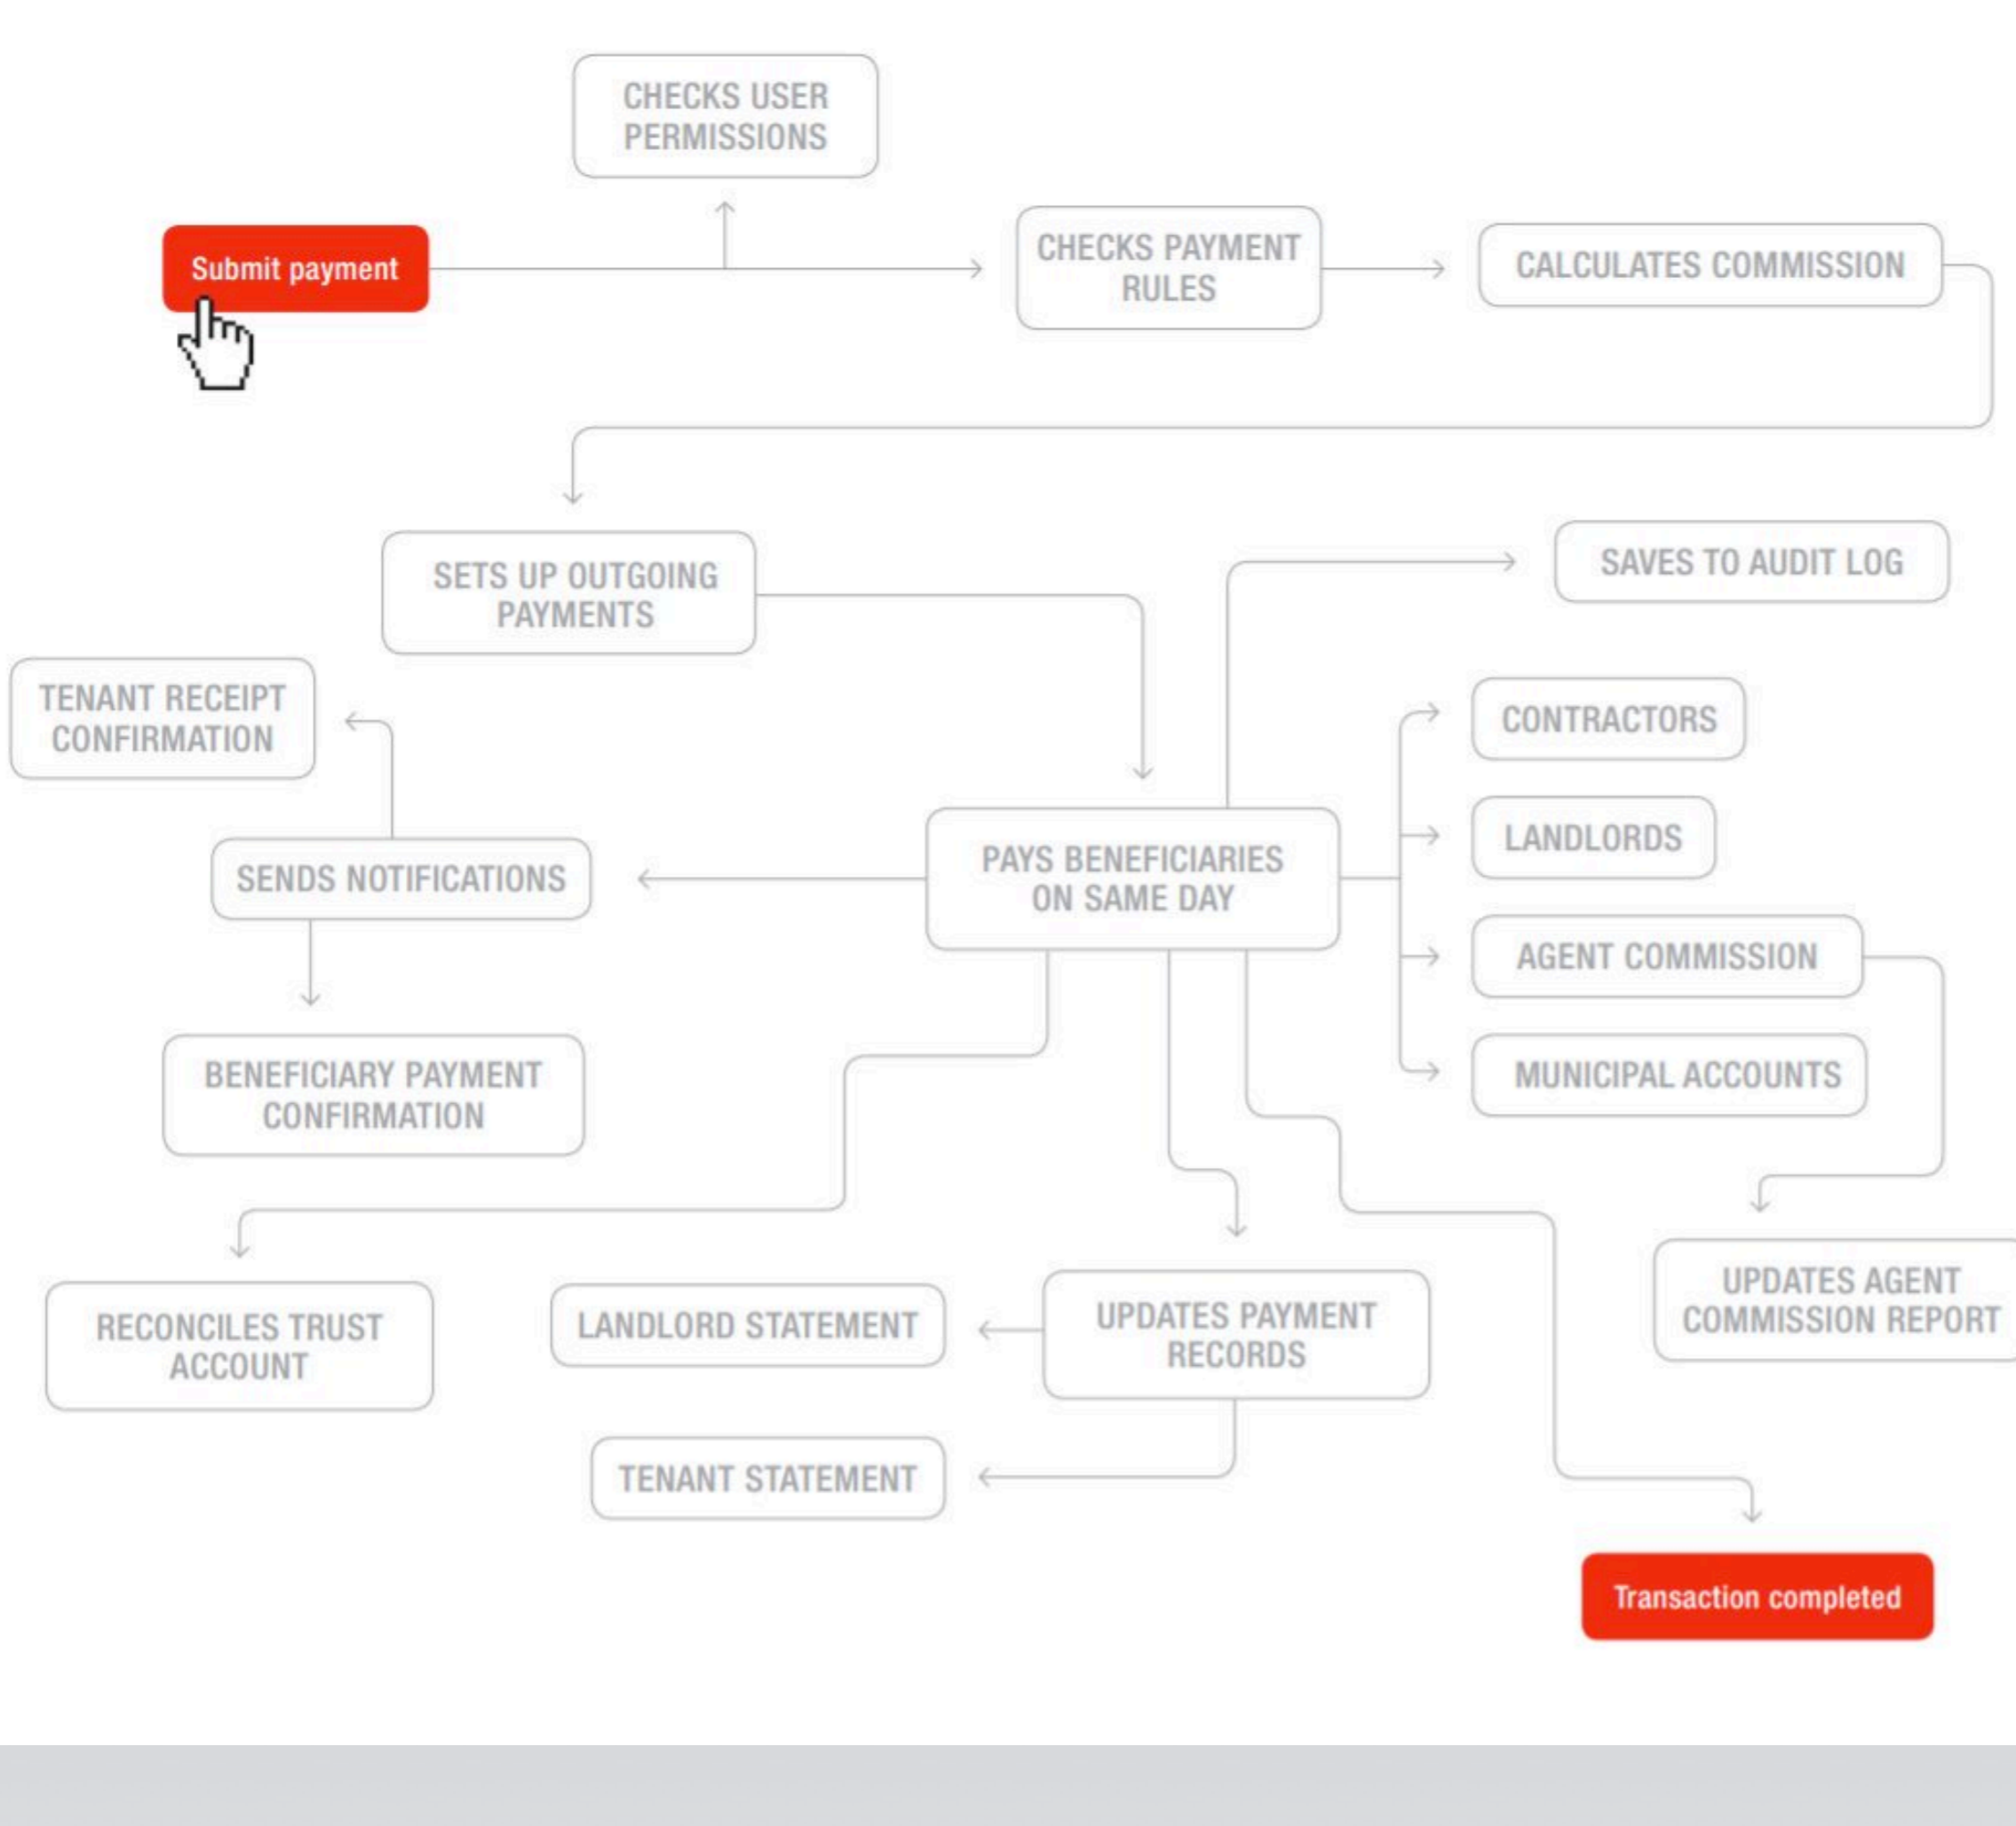 CHECKS USER
PERMISSIONS
Submit payment
CHECKS PAYMENT
RULES
CALCULATES COMMISSION
SETS UP OUTGOING
PAYMENTS
SAVES TO AUDIT LOG
TENANT RECEIPT
CONFIRMATION
CONTRACTORS
LANDLORDS
SENDS NOTIFICATIONS
PAYS BENEFICIARIES
ON SAME DAY
AGENT COMMISSION
MUNICIPAL ACCOUNTS
BENEFICIARY PAYMENT
CONFIRMATION
RECONCILES TRUST
ACCOUNT
LANDLORD STATEMENT
UPDATES PAYMENT
RECORDS
UPDATES AGENT
COMMISSION REPORT
TENANT STATEMENT
Transaction completed